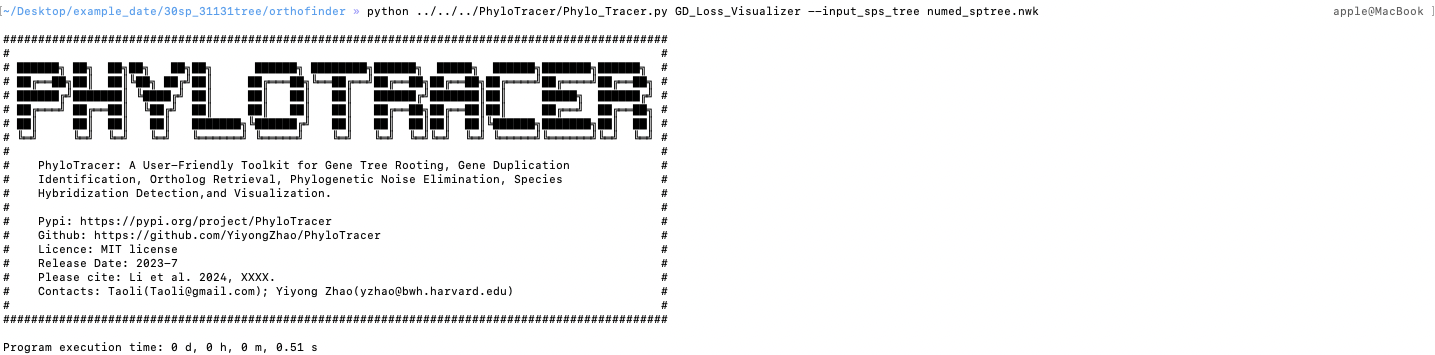 [~/Desktop/example_date/30sp_31131tree/orthofinder » python ../../../PhyloTracer/Phylo_Tracer.py GD_Loss_Visualizer --input_sps_tree numed_sptree.nwk apple@MacBook ]
###############################################################################################
# #
PHYLOTRACER
# #
# PhyloTracer: A User-Friendly Toolkit for Gene Tree Rooting, Gene Duplication #
# Identification, Ortholog Retrieval, Phylogenetic Noise Elimination, Species #
# Hybridization Detection,and Visualization. #
# #
# Pypi: https://pypi.org/project/PhyloTracer #
# Github: https://github.com/YiyongZhao/PhyloTracer #
# Licence: MIT license #
# Release Date: 2023-7 #
# Please cite: Li et al. 2024, XXXX. #
# Contacts: Taoli(Taoli@gmail.com); Yiyong Zhao(yzhao@bwh.harvard.edu) #
# #
###############################################################################################
Program execution time: 0 d, 0 h, 0 m, 0.51 s